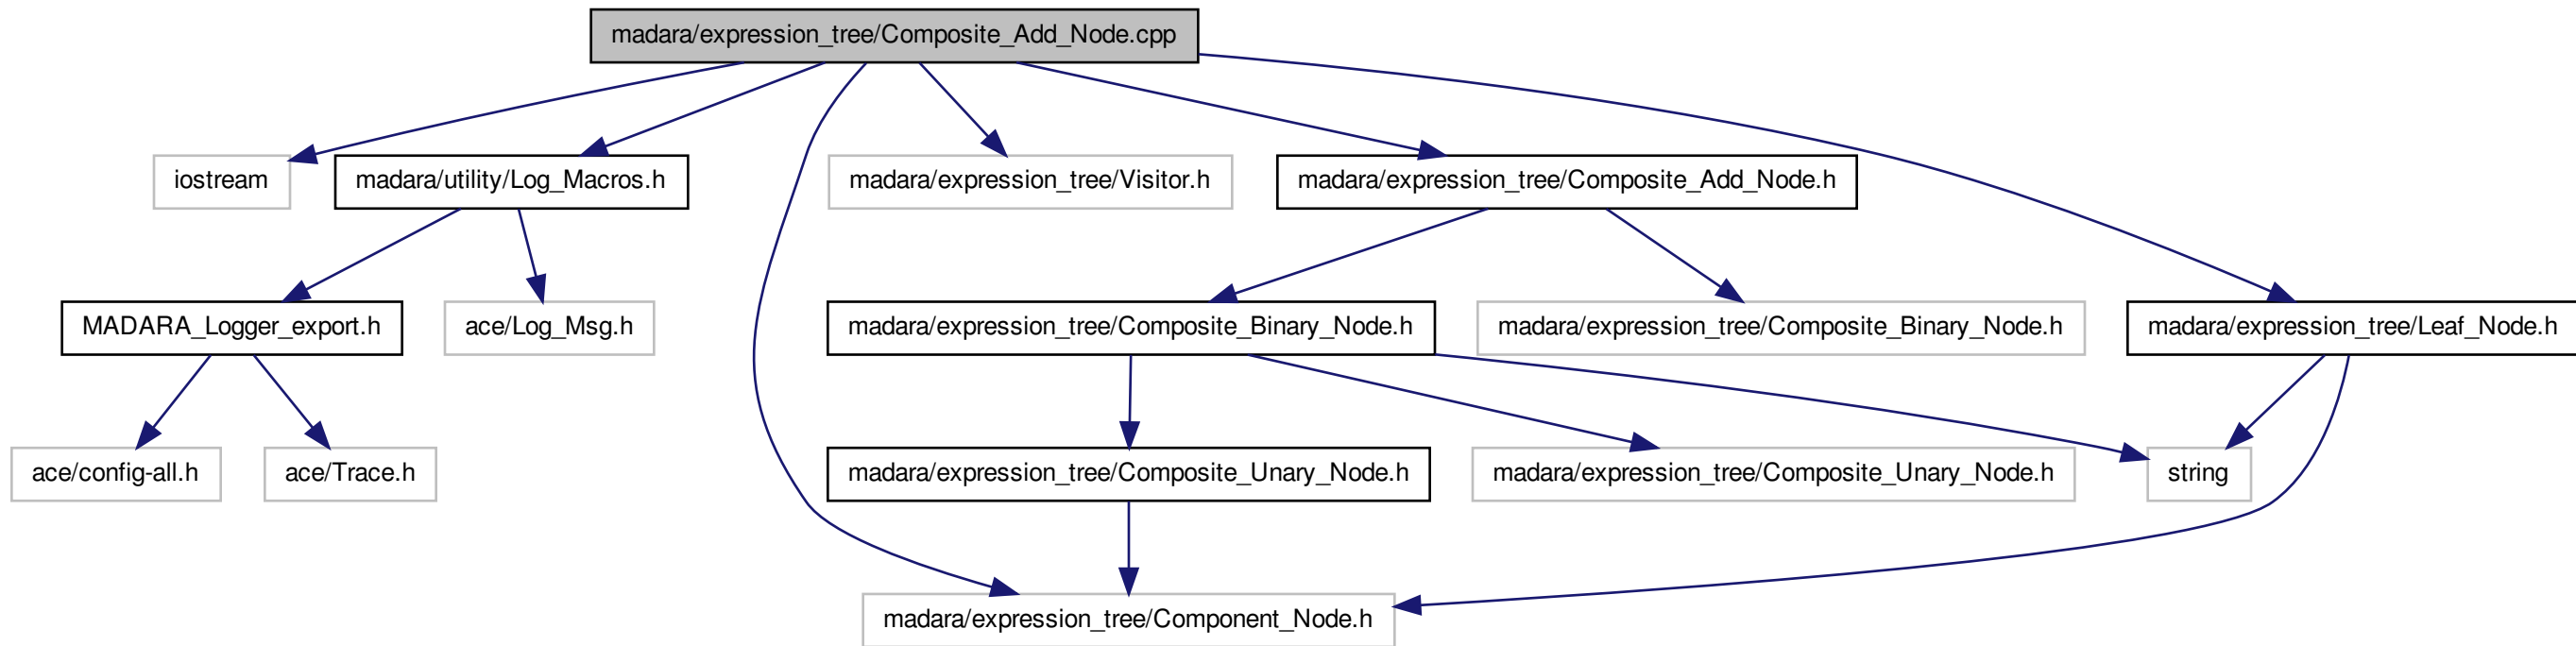 madara/expression_tree/Composite_Add_Node.cpp
iostream
madara/utility/Log_Macros.h
madara/expression_tree/Visitor.h
madara/expression_tree/Composite_Add_Node.h
MADARA_Logger_export.h
ace/Log_Msg.h
madara/expression_tree/Composite_Binary_Node.h
madara/expression_tree/Composite_Binary_Node.h
madara/expression_tree/Leaf_Node.h
ace/config-all.h
ace/Trace.h
madara/expression_tree/Composite_Unary_Node.h
madara/expression_tree/Composite_Unary_Node.h
string
madara/expression_tree/Component_Node.h